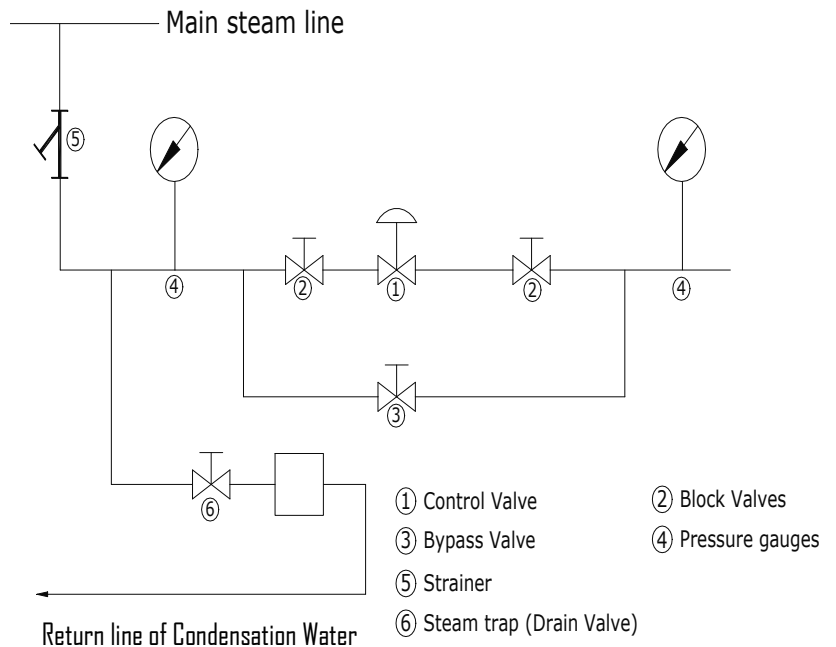 Main steam line
⑤
④
②
①
②
④
③
⑥
① Control Valve
② Block Valves
③ Bypass Valve
④ Pressure gauges
⑤ Strainer
⑥ Steam trap (Drain Valve)
Return line of Condensation Water